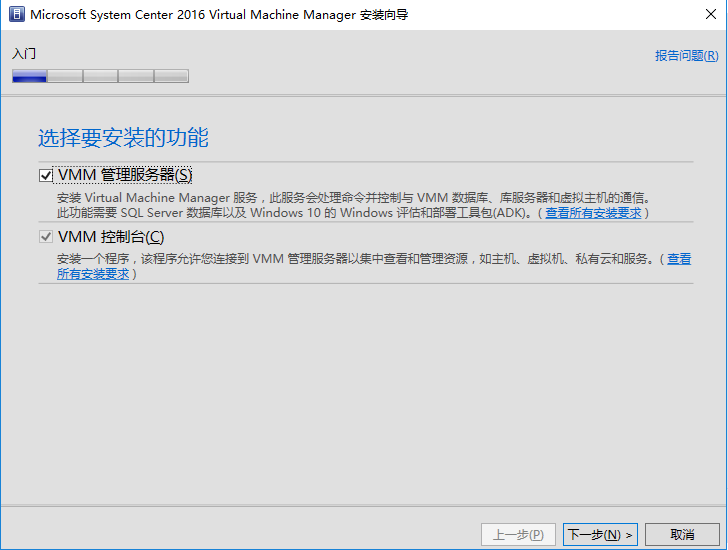 Microsoft System Center 2016 Virtual Machine Manager 安装向导
入门
报告问题(R)
选择要安装的功能
VMM 管理服务器(S)
安装 Virtual Machine Manager 服务，此服务会处理命令并控制与 VMM 数据库、库服务器和虚拟主机的通信。
此功能需要 SQL Server 数据库以及 Windows 10 的 Windows 评估和部署工具包(ADK)。( 查看所有安装要求 )
VMM 控制台(C)
安装一个程序，该程序允许您连接到 VMM 管理服务器以集中查看和管理资源，如主机、虚拟机、私有云和服务。( 查看
所有安装要求 )
上一步(P)
下一步(N) >
取消